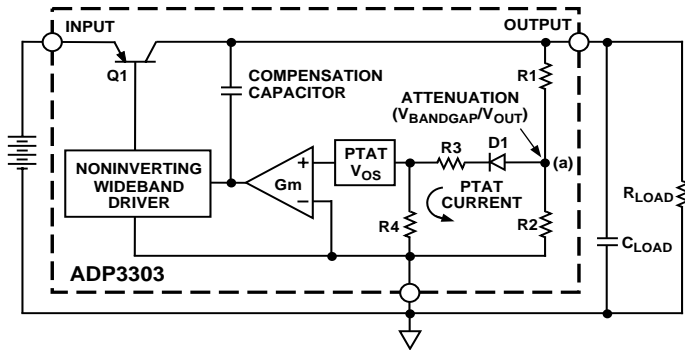 INPUT
OUTPUT
Q1
COMPENSATION
CAPACITOR
R1
ATTENUATION
(VBANDGAP/VOUT)
R3
D1
(a)
PTAT
VOS
NONINVERTING
WIDEBAND
DRIVER
Gm
+
−
PTAT
CURRENT
R4
R2
RLOAD
CLOAD
ADP3303